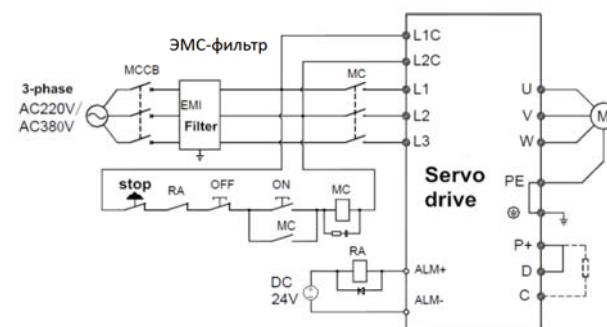 ЭМС-фильтр
L1C
L2C
3-phase
AC220V/
AC380V
MCCB
EMI
Filter
MC
L1
L2
L3
U
V
W
M
PE
Servo
drive
stop
RA
OFF
ON
MC
MC
P+
D
C
RA
DC
24V
ALM+
ALM-